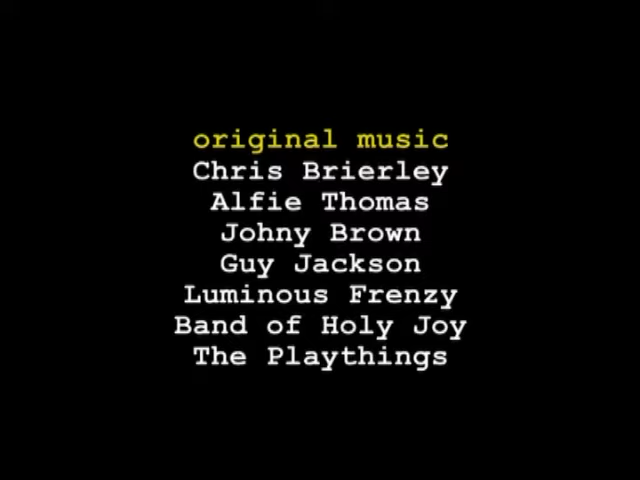 original music
Chris Brierley
Alfie Thomas
Johny Brown
Guy Jackson
Luminous Frenzy
Band of Holy Joy
The Playthings